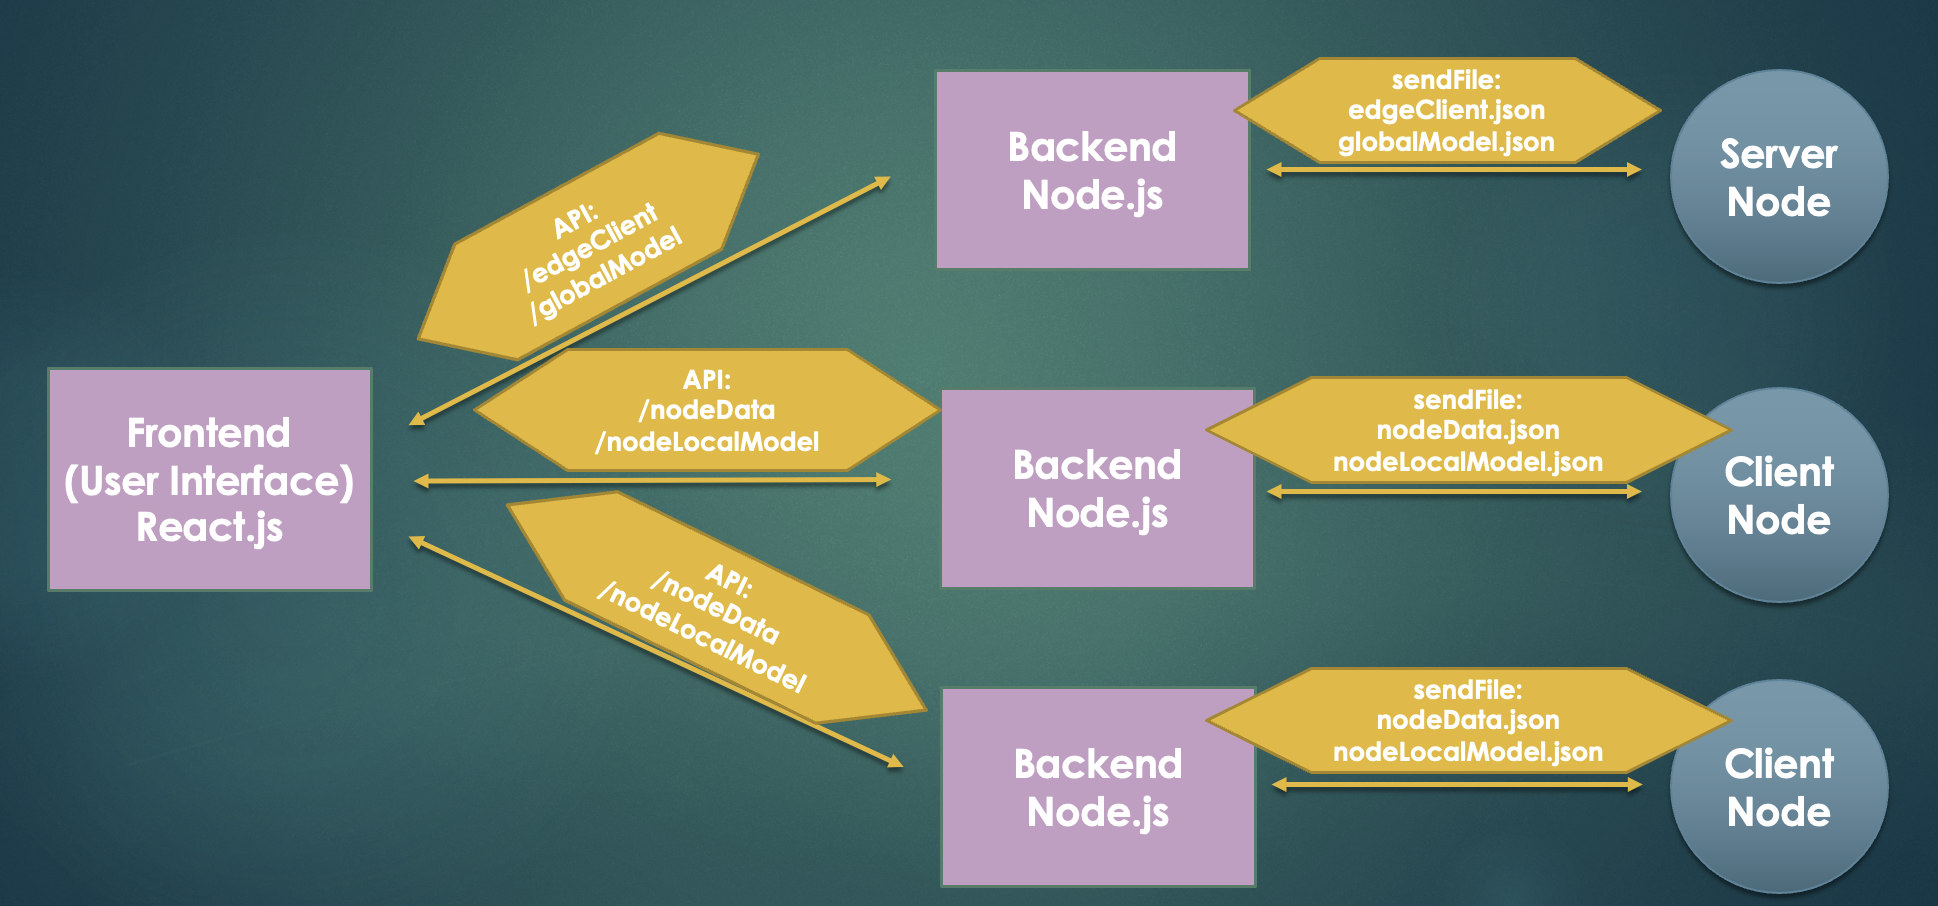 Frontend
(User Interface)
React.js
API:
/edgeClient
/globalModel
Backend
Node.js
sendFile:
edgeClient.json
globalModel.json
Server
Node
API:
/nodeData
/nodeLocalModel
Backend
Node.js
sendFile:
nodeData.json
nodeLocalModel.json
Client
Node
API:
/nodeData
/nodeLocalModel
Backend
Node.js
sendFile:
nodeData.json
nodeLocalModel.json
Client
Node